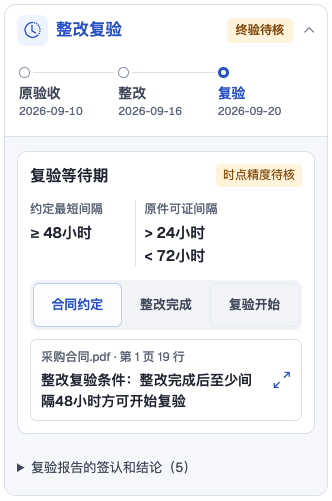 整改复验
终验待核
原验收
整改
复验
2026-09-10
2026-09-16
2026-09-20
复验等待期
时点精度待核
约定最短间隔
原件可证间隔
≥ 48小时
> 24小时
< 72小时
合同约定
整改完成
复验开始
采购合同.pdf · 第 1 页 19 行
整改复验条件：整改完成后至少间
隔48小时方可开始复验
复验报告的签认和结论（5）